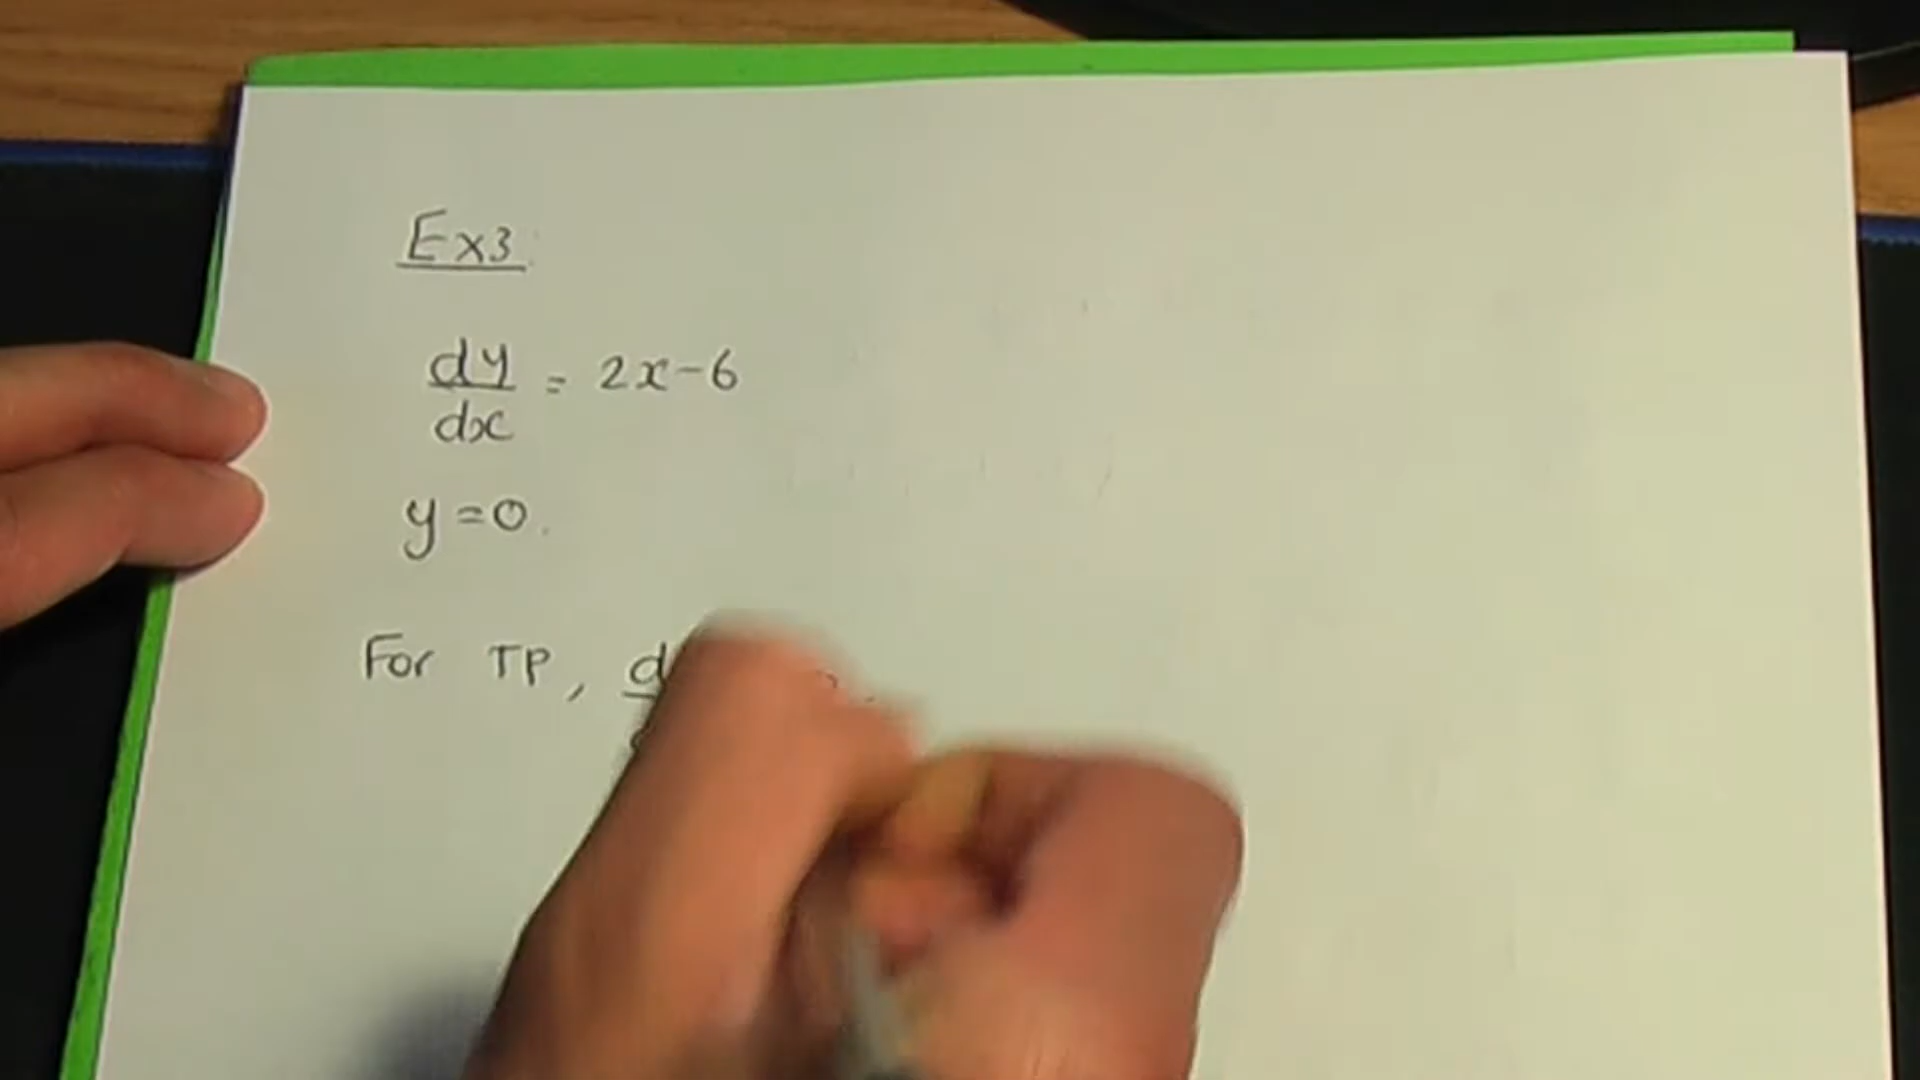 Ex3:
dy/dx = 2x-6
y=0.
For TP, d